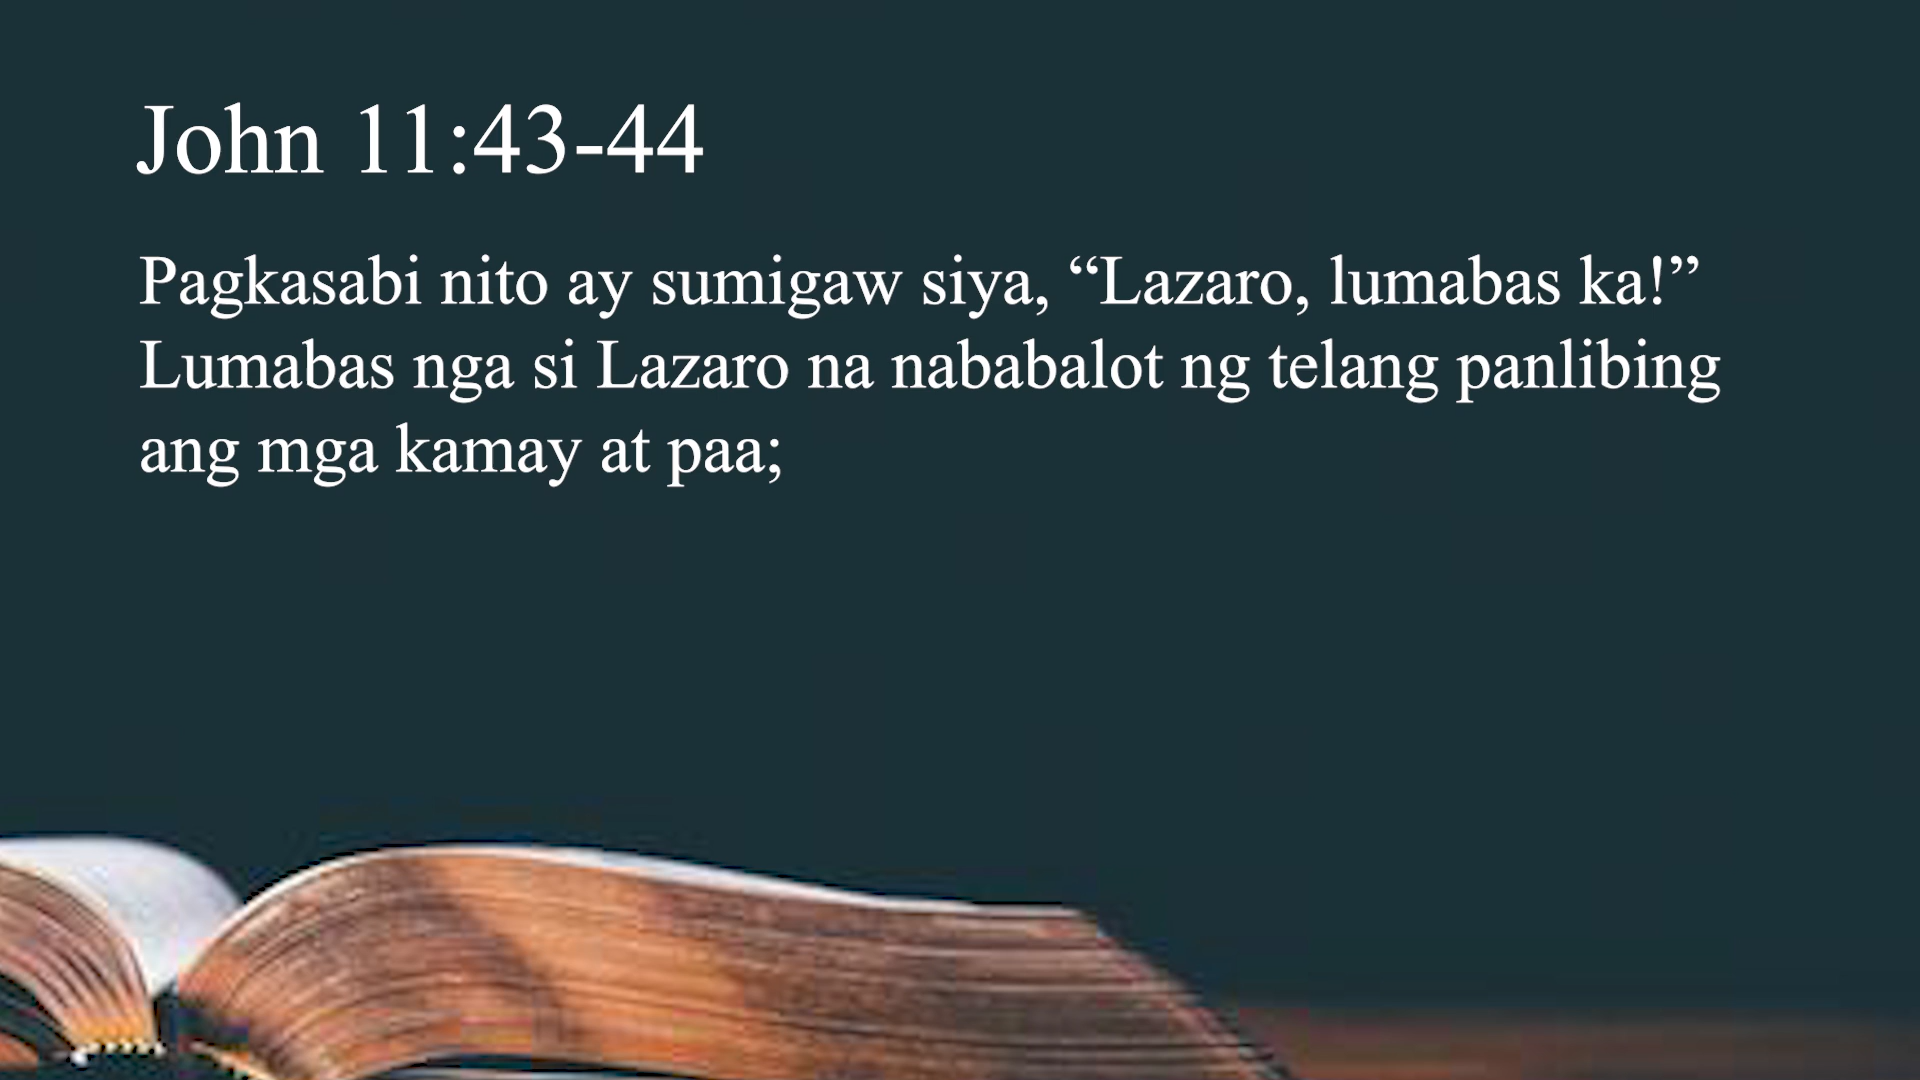 John 11:43-44
Pagkasabi nito ay sumigaw siya, “Lazaro, lumabas ka!”
Lumabas nga si Lazaro na nababalot ng telang panlibing
ang mga kamay at paa;